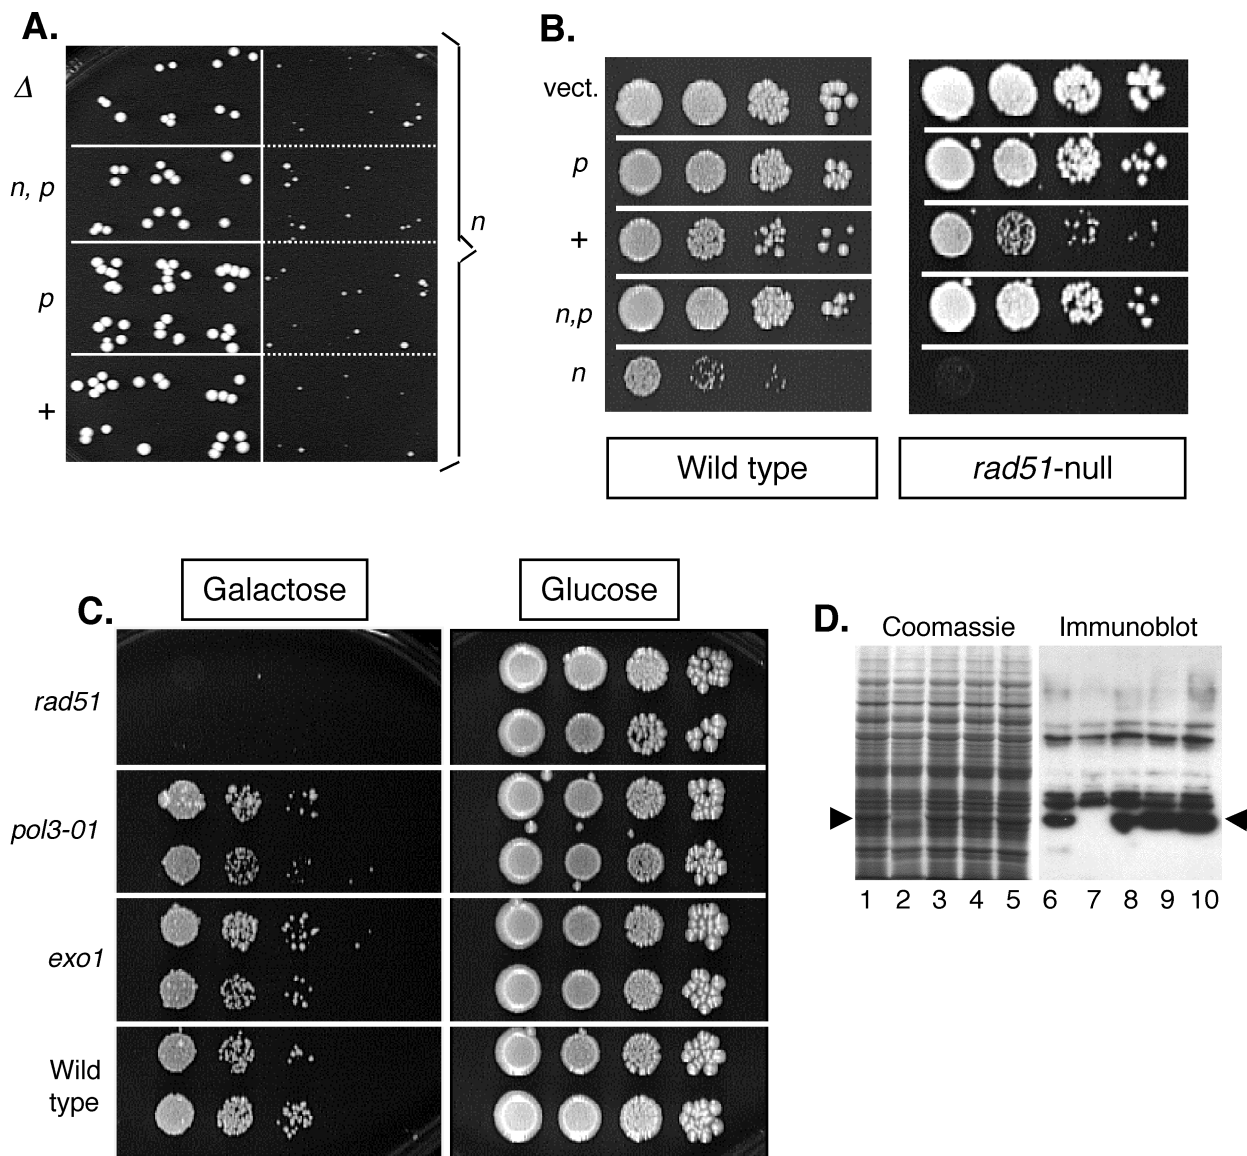 A.
Δ
n, p
p
+
n
B.
vect.
p
+
n,p
n
Wild type
rad51-null
C.
Galactose
Glucose
rad51
pol3-01
exo1
Wild
type
D.
Coomassie
Immunoblot
1 2 3 4 5
6 7 8 9 10